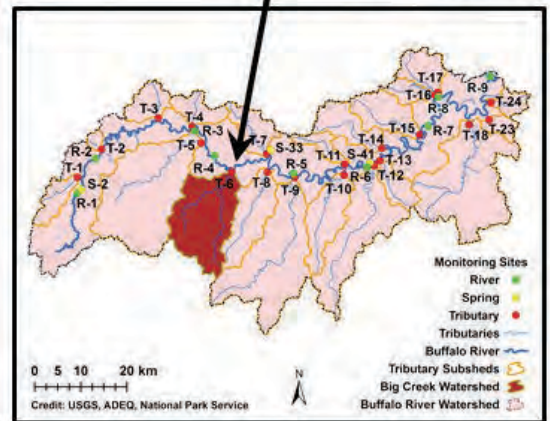 T-17
T-16
R-9
R-8
T-24
T-3
T-4
R-3
T-7
S-33
T-14
T-15
R-7
T-23
T-18
R-2
T-2
T-5
R-4
R-5
T-11
S-41
T-13
T-1
S-2
T-6
T-8
T-9
R-6
T-12
R-1
T-10
Monitoring Sites
River
Spring
Tributary
Tributaries
Buffalo River
Tributary Subsheds
Big Creek Watershed
Buffalo River Watershed
0 5 10 20 km
N
Credit: USGS, ADEQ, National Park Service